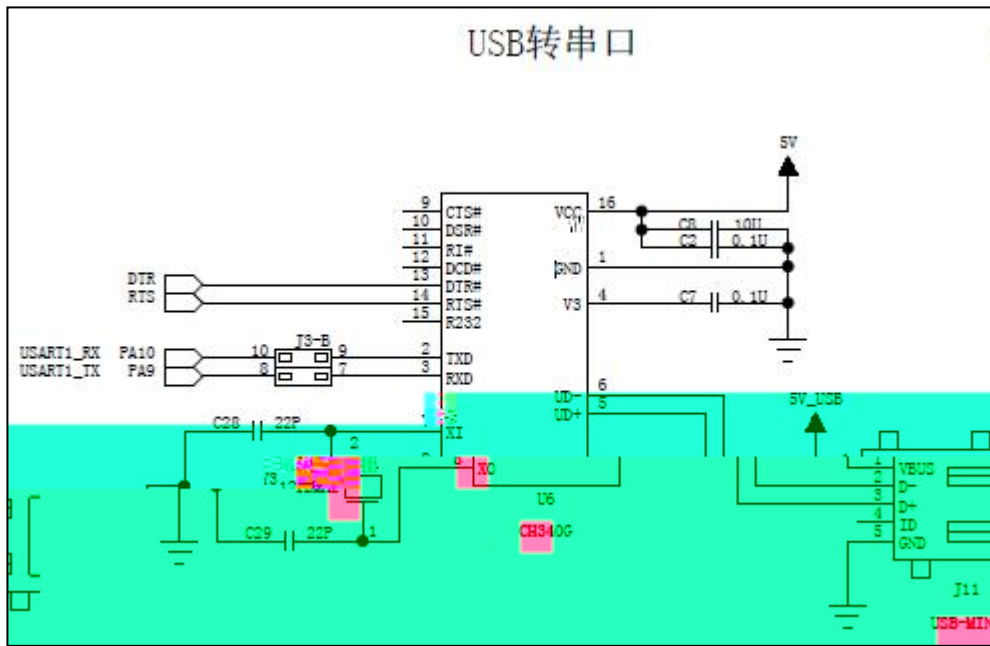 USB转串口
5V
9 CTS# VCC 16
10 DSR# C8 10U
11 RI# C2 0.1U
12 DCD# GND 1
DTR 13 DTR#
RTS 14 RTS# V3 4 C7 0.1U
15 R232
J3-B
USART1_RX PA10 10 9 2 TXD
USART1_TX PA9 8 7 3 RXD
UD- 6
UD+ 5
5V_USB
C28 22P XI
2
XO
1 VBUS
2 D-
3 D+
4 ID
5 GND
U6
C29 22P 1
CH340G
J11
USB-MIN